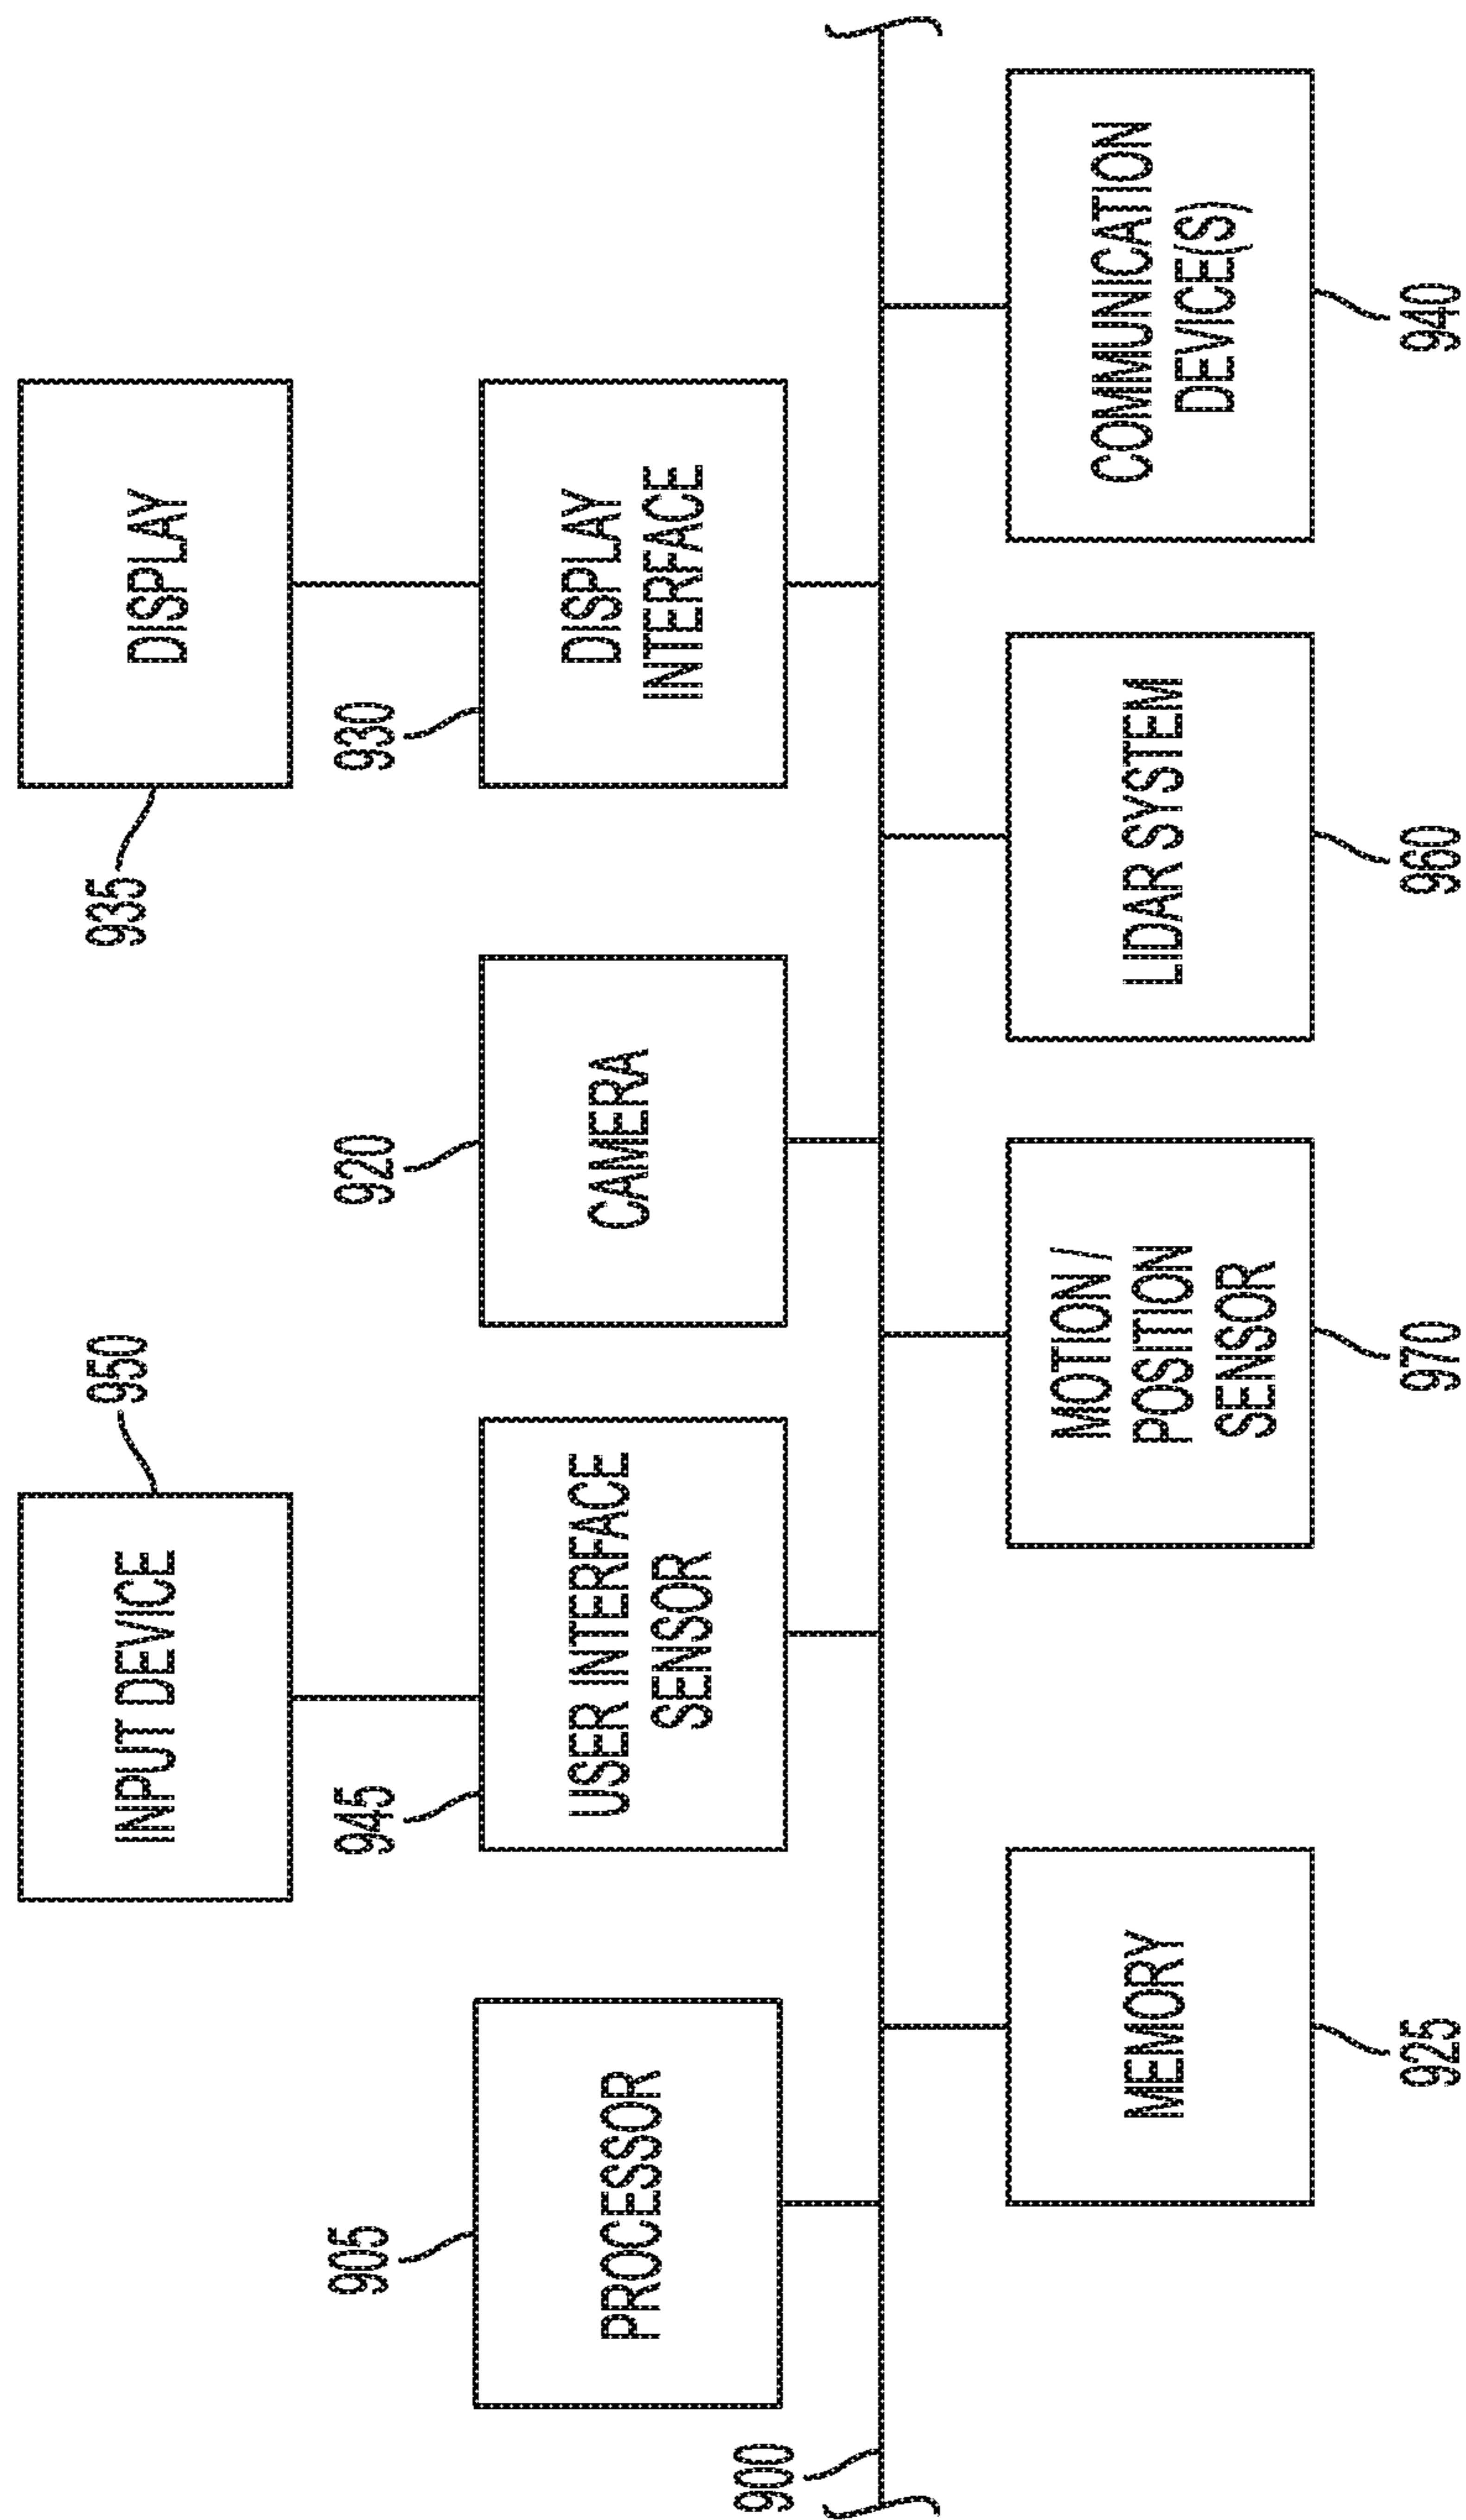 950
935
INPUT DEVICE
DISPLAY
905
945
920
930
PROCESSOR
USER INTERFACE
SENSOR
CAMERA
DISPLAY
INTERFACE
900
MEMORY
MOTION /
POSITION
SENSOR
LIDAR SYSTEM
COMMUNICATION
DEVICE(S)
925
970
960
940